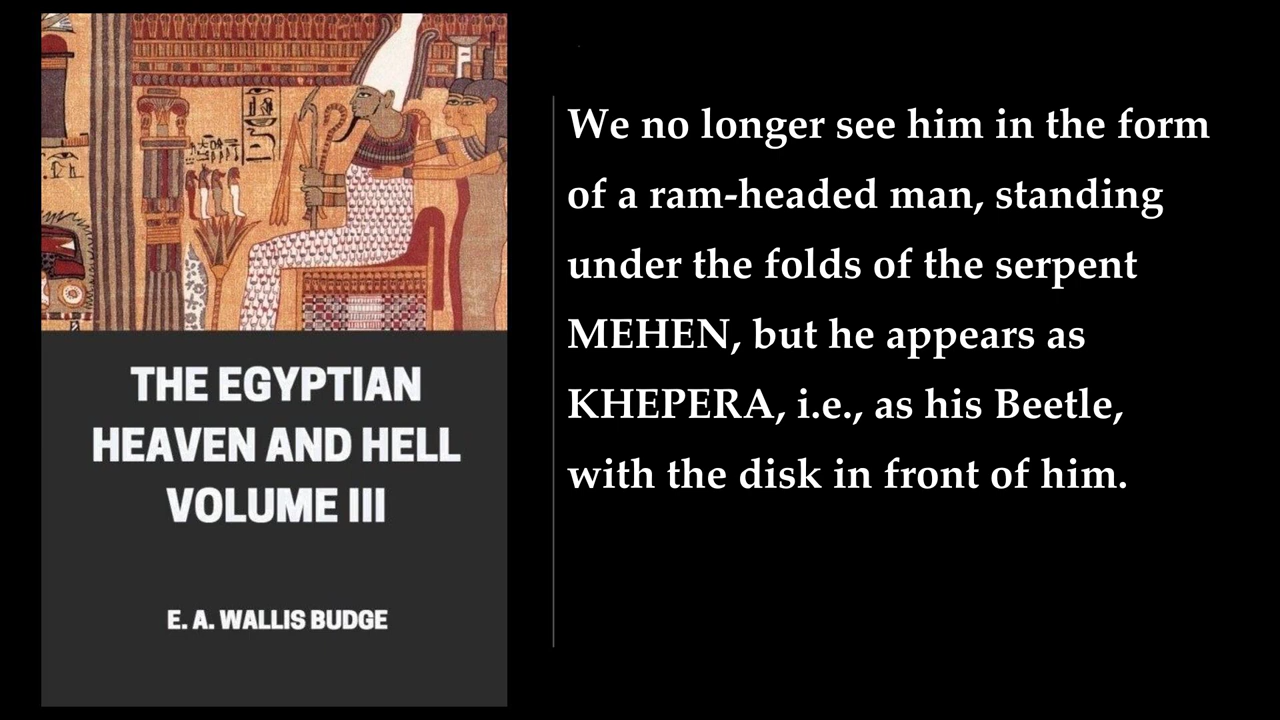 THE EGYPTIAN
HEAVEN AND HELL
VOLUME III
E. A. WALLIS BUDGE
We no longer see him in the form
of a ram-headed man, standing
under the folds of the serpent
MEHEN, but he appears as
KHEPERA, i.e., as his Beetle,
with the disk in front of him.